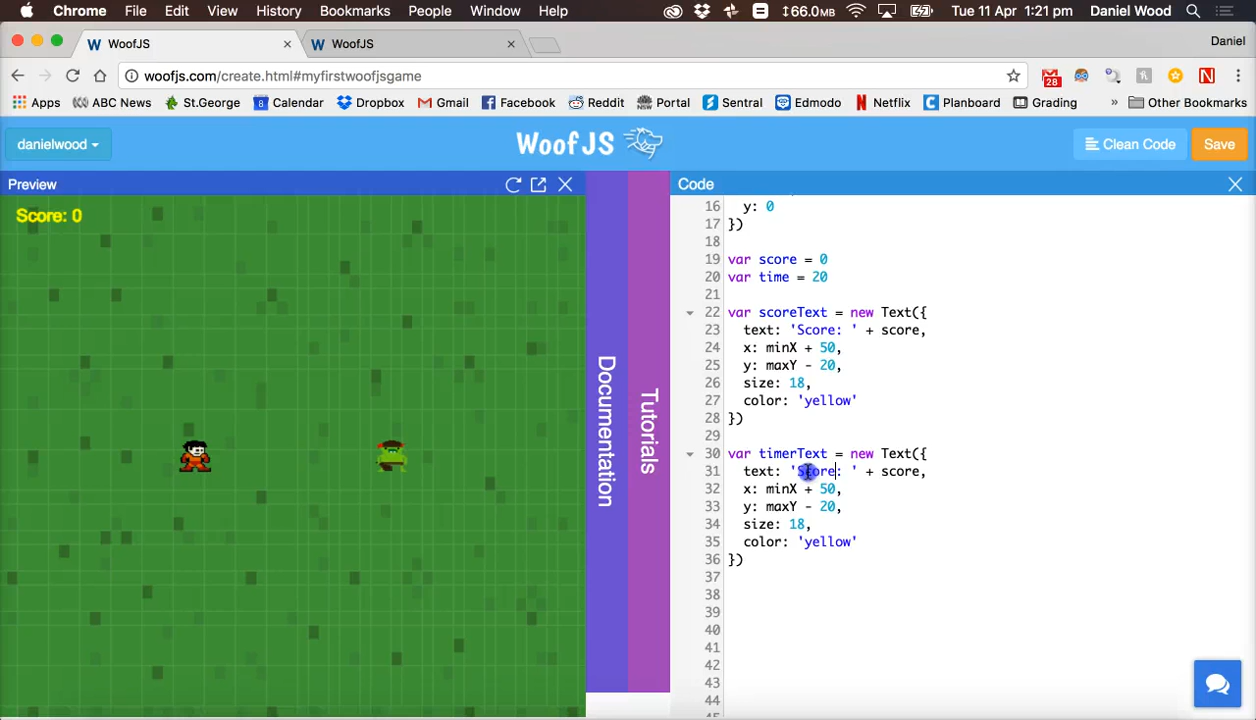 Chrome File Edit View History Bookmarks People Window Help 66.0MB Tue 11 Apr 1:21 pm Daniel Wood
W WoofJS × W WoofJS × Daniel
woofjs.com/create.html#myfirstwoofjsgame 28 N
Apps ABC News St.George 8 Calendar Dropbox Gmail Facebook Reddit Portal Sentral Edmodo Netflix Planboard Grading » Other Bookmarks
danielwood WoofJS Clean Code Save
Preview Code
Score: 0
Documentation
Tutorials
16 y: 0
17 })
18
19 var score = 0
20 var time = 20
21
22 var scoreText = new Text({
23 text: 'Score: ' + score,
24 x: minX + 50,
25 y: maxY - 20,
26 size: 18,
27 color: 'yellow'
28 })
29
30 var timerText = new Text({
31 text: 'Score: ' + score,
32 x: minX + 50,
33 y: maxY - 20,
34 size: 18,
35 color: 'yellow'
36 })
37
38
39
40
41
42
43
44
45